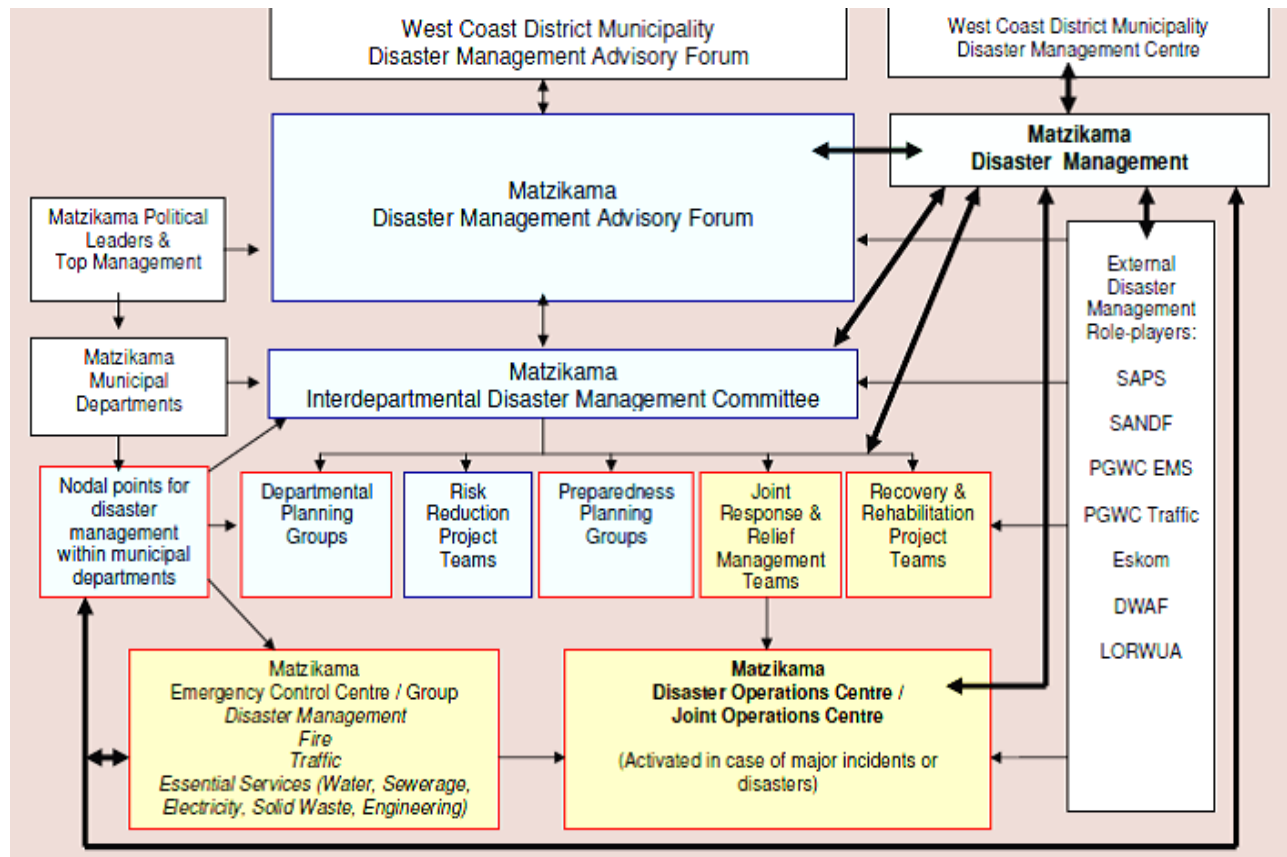 West Coast District Municipality
Disaster Management Advisory Forum
West Coast District Municipality
Disaster Management Centre
Matzikama
Disaster Management
Matzikama
Disaster Management Advisory Forum
Matzikama Political
Leaders &
Top Management
External
Disaster
Management
Role-players:
SAPS
SANDF
PGWC EMS
PGWC Traffic
Eskom
DWAF
LORWUA
Matzikama
Municipal
Departments
Matzikama
Interdepartmental Disaster Management Committee
Nodal points for
disaster
management
within municipal
departments
Departmental
Planning
Groups
Risk
Reduction
Project
Teams
Preparedness
Planning
Groups
Joint
Response &
Relief
Management
Teams
Recovery &
Rehabilitation
Project
Teams
Matzikama
Emergency Control Centre / Group
Disaster Management
Fire
Traffic
Essential Services (Water, Sewerage,
Electricity, Solid Waste, Engineering)
Matzikama
Disaster Operations Centre /
Joint Operations Centre
(Activated in case of major incidents or
disasters)